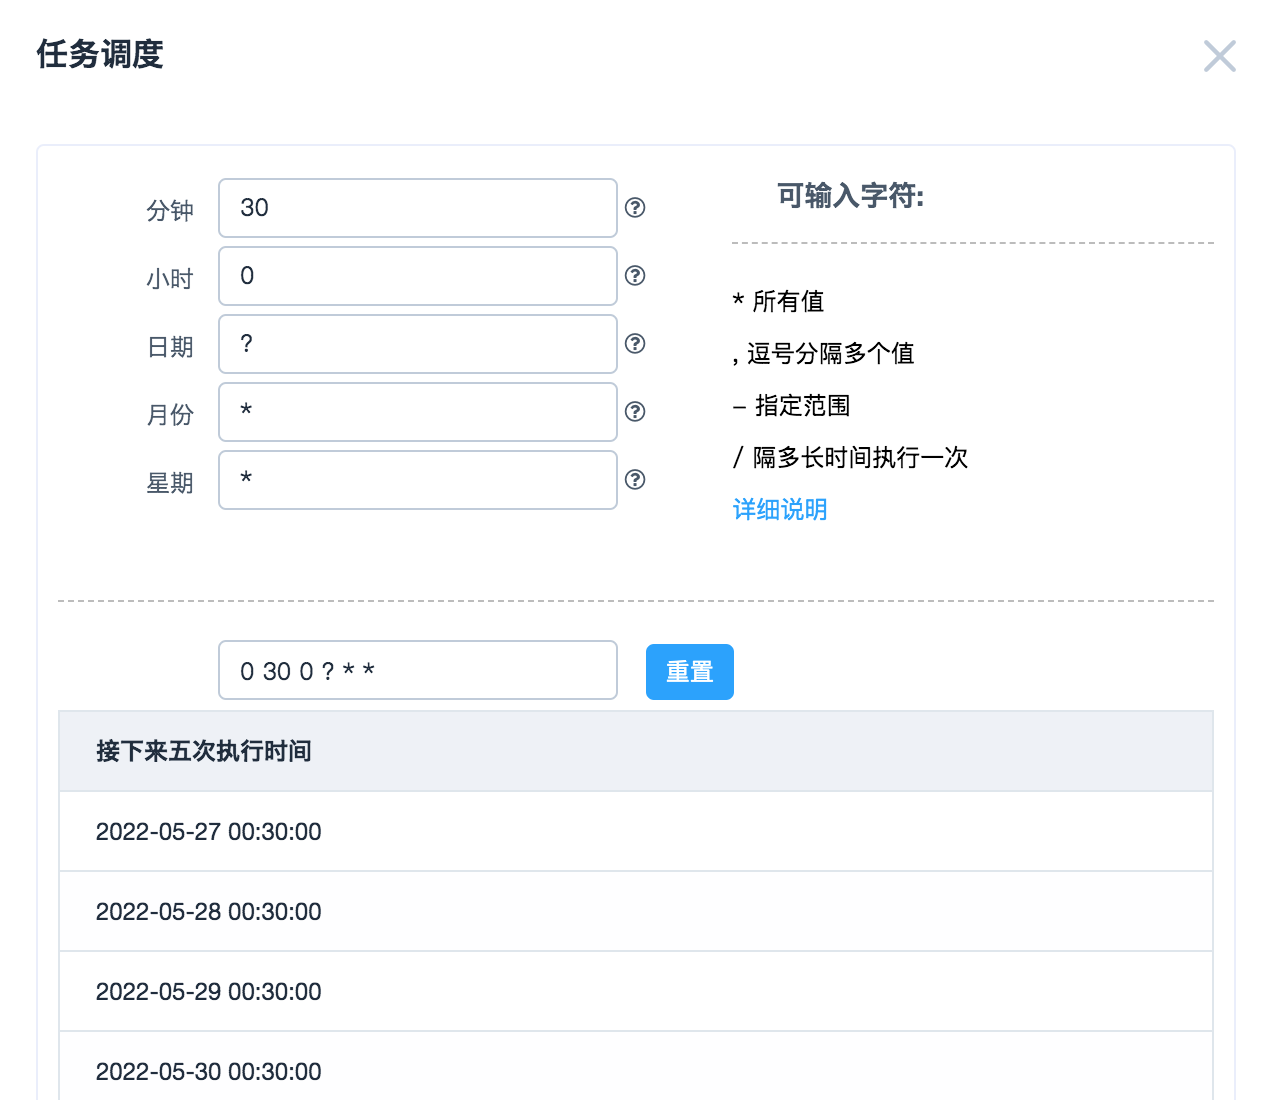 任务调度
分钟 30
小时 0
日期 ?
月份 *
星期 *
可输入字符:
* 所有值
, 逗号分隔多个值
– 指定范围
/ 隔多长时间执行一次
详细说明
0 30 0 ? * *
重置
接下来五次执行时间
2022-05-27 00:30:00
2022-05-28 00:30:00
2022-05-29 00:30:00
2022-05-30 00:30:00